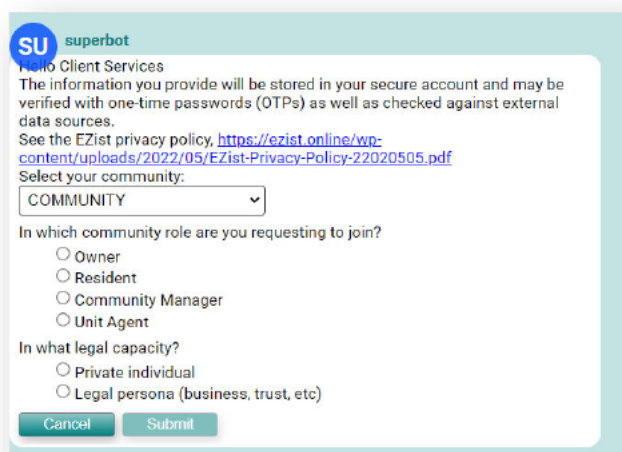 SU superbot
Hello Client Services
The information you provide will be stored in your secure account and may be
verified with one-time passwords (OTPs) as well as checked against external
data sources.
See the EZist privacy policy, https://ezist.online/wp-
content/uploads/2022/05/EZist-Privacy-Policy-22020505.pdf
Select your community:
COMMUNITY
In which community role are you requesting to join?
Owner
Resident
Community Manager
Unit Agent
In what legal capacity?
Private individual
Legal persona (business, trust, etc)
Cancel Submit